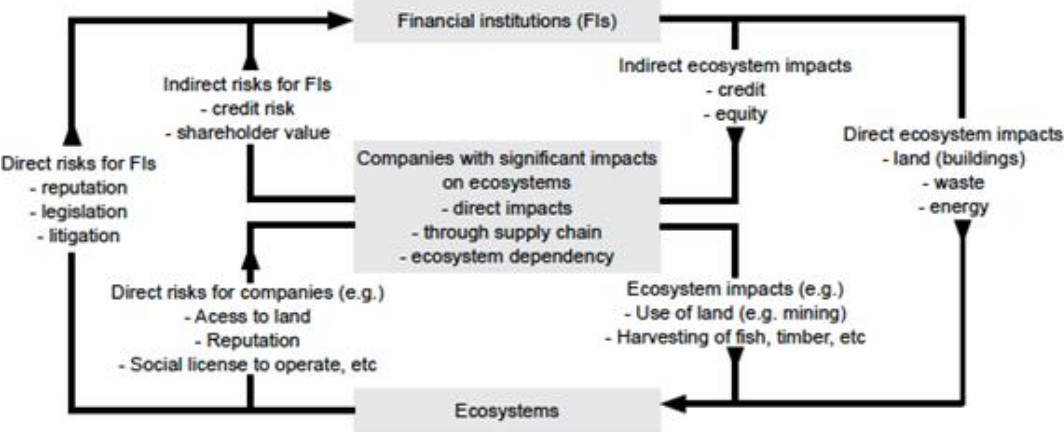 Financial institutions (FIs)
Indirect risks for FIs
- credit risk
- shareholder value
Indirect ecosystem impacts
- credit
- equity
Direct risks for FIs
- reputation
- legislation
- litigation
Companies with significant impacts
on ecosystems
- direct impacts
- through supply chain
- ecosystem dependency
Direct ecosystem impacts
- land (buildings)
- waste
- energy
Direct risks for companies (e.g.)
- Acess to land
- Reputation
- Social license to operate, etc
Ecosystem impacts (e.g.)
- Use of land (e.g. mining)
- Harvesting of fish, timber, etc
Ecosystems